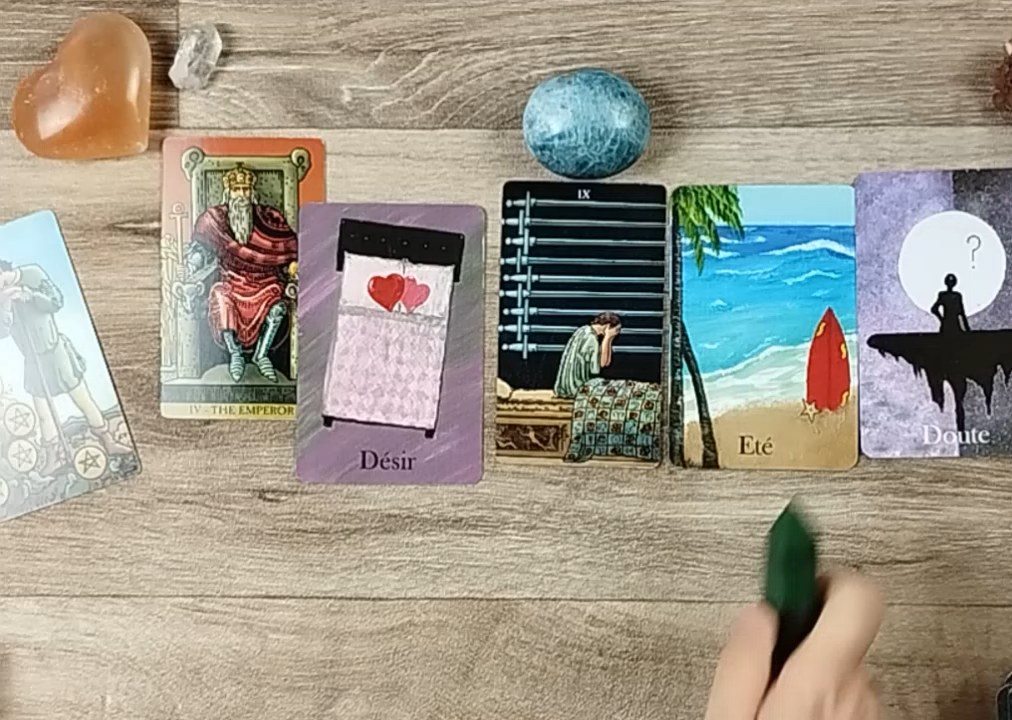 IV - THE EMPEROR
Désir
IX
Eté
?
Doute